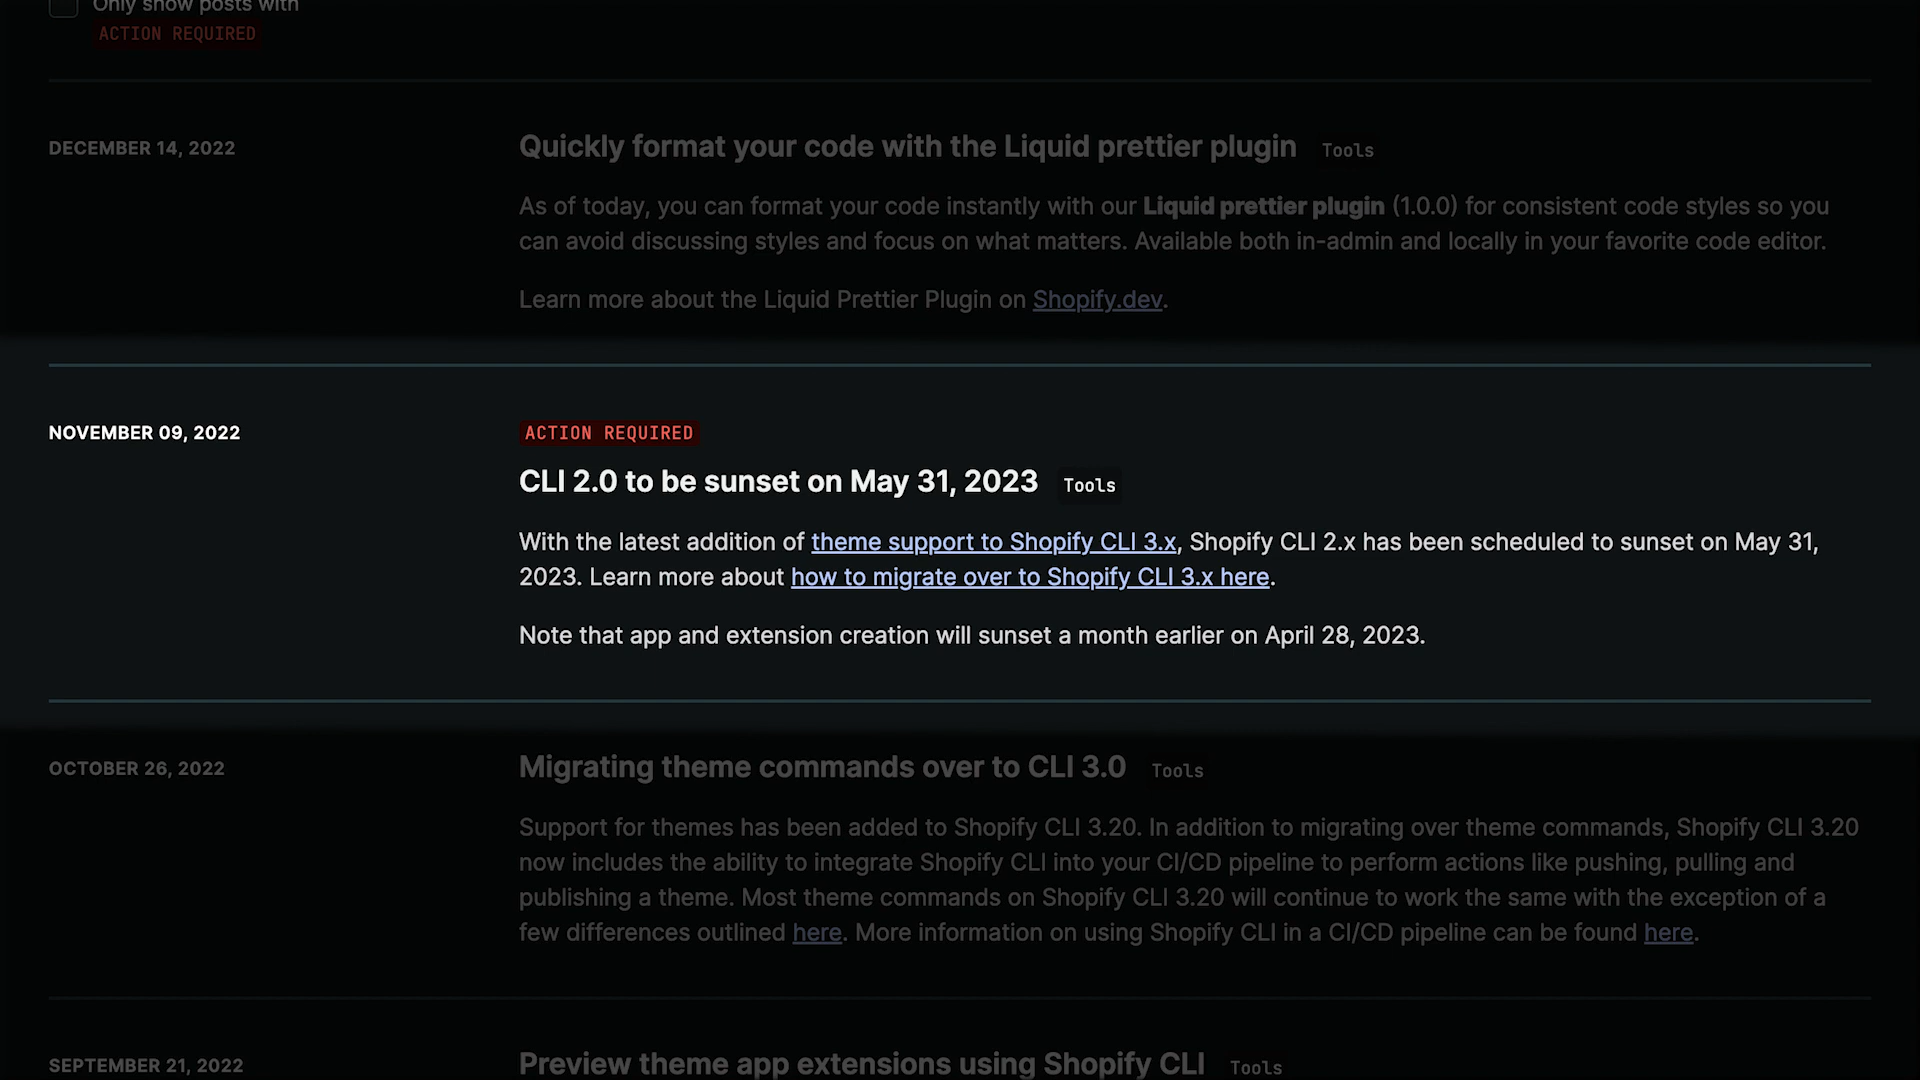 Only show posts with
ACTION REQUIRED
DECEMBER 14, 2022
Quickly format your code with the Liquid prettier plugin Tools
As of today, you can format your code instantly with our Liquid prettier plugin (1.0.0) for consistent code styles so you
can avoid discussing styles and focus on what matters. Available both in-admin and locally in your favorite code editor.
Learn more about the Liquid Prettier Plugin on Shopify.dev.
NOVEMBER 09, 2022
ACTION REQUIRED
CLI 2.0 to be sunset on May 31, 2023 Tools
With the latest addition of theme support to Shopify CLI 3.x, Shopify CLI 2.x has been scheduled to sunset on May 31,
2023. Learn more about how to migrate over to Shopify CLI 3.x here.
Note that app and extension creation will sunset a month earlier on April 28, 2023.
OCTOBER 26, 2022
Migrating theme commands over to CLI 3.0 Tools
Support for themes has been added to Shopify CLI 3.20. In addition to migrating over theme commands, Shopify CLI 3.20
now includes the ability to integrate Shopify CLI into your CI/CD pipeline to perform actions like pushing, pulling and
publishing a theme. Most theme commands on Shopify CLI 3.20 will continue to work the same with the exception of a
few differences outlined here. More information on using Shopify CLI in a CI/CD pipeline can be found here.
SEPTEMBER 21, 2022
Preview theme app extensions using Shopify CLI Tools